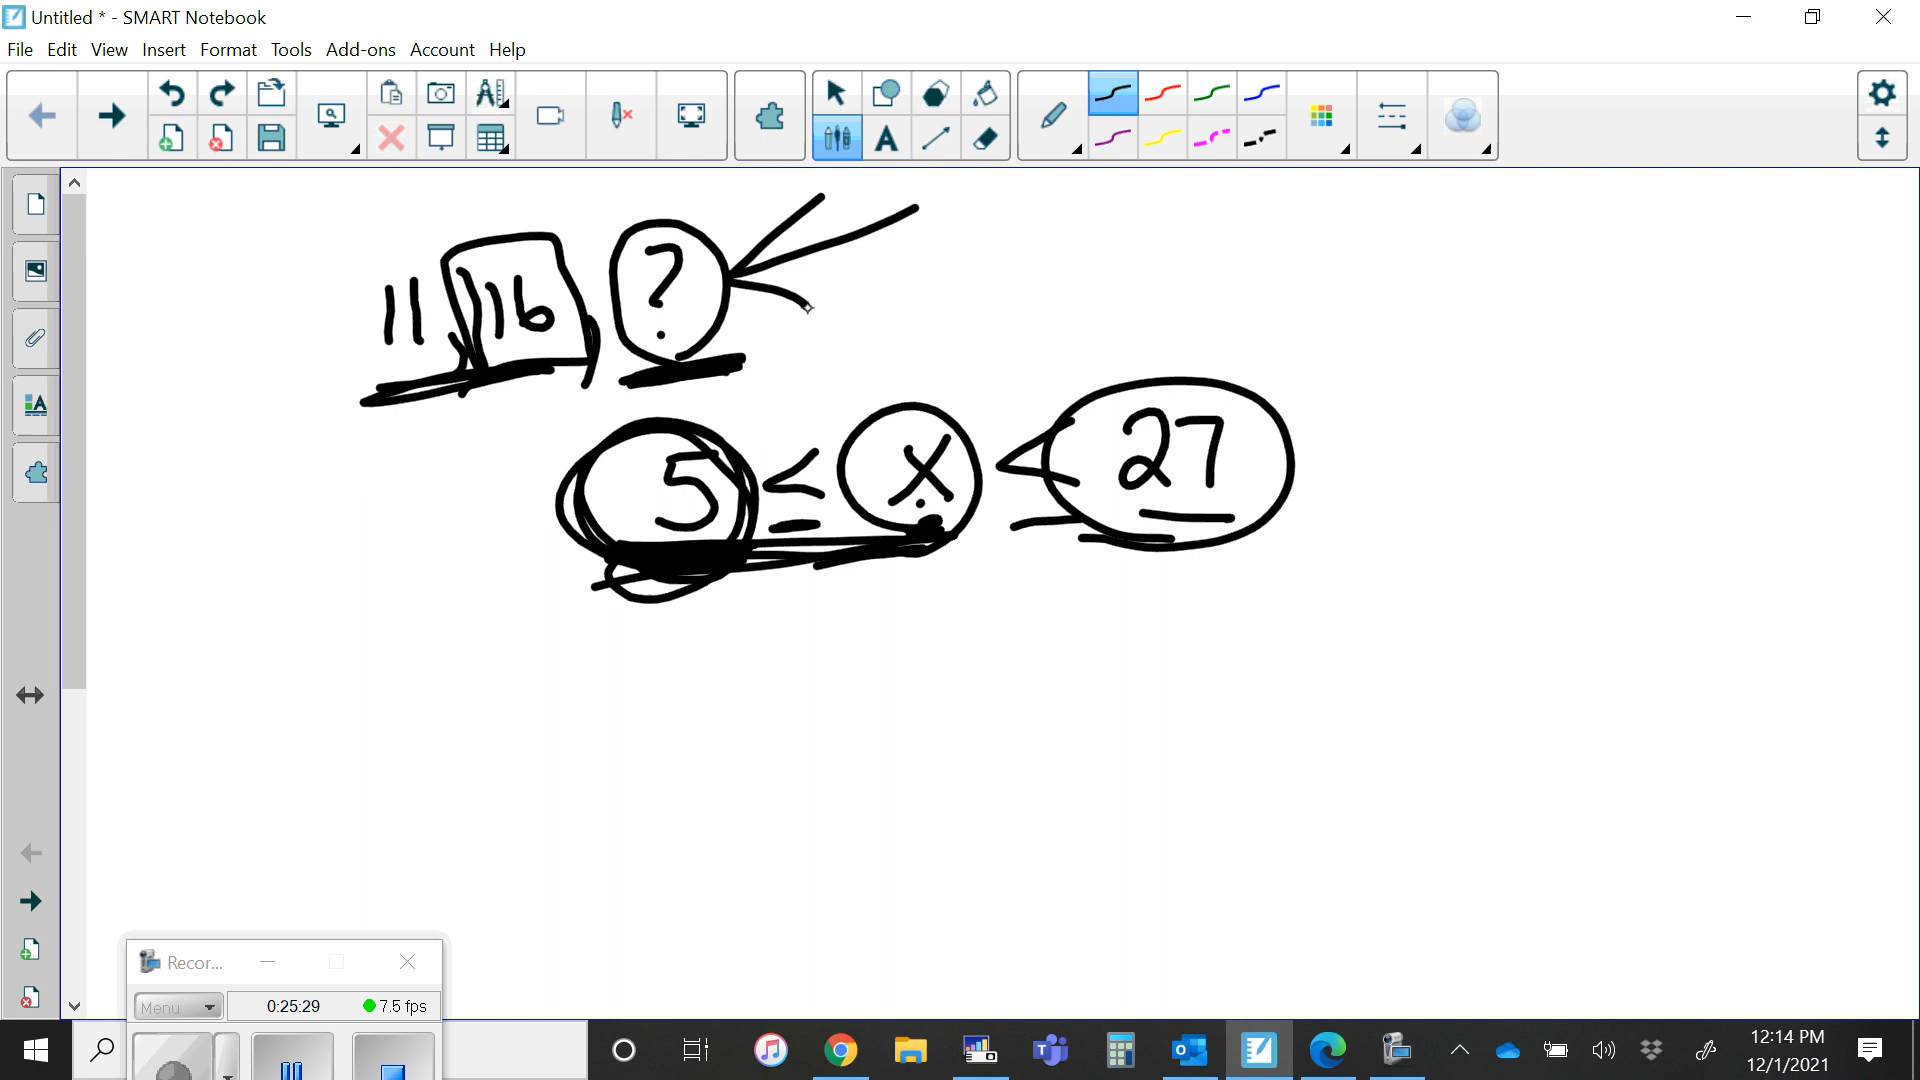 Untitled * - SMART Notebook
File Edit View Insert Format Tools Add-ons Account Help
11, 16, ?
5 ≤ x ≤ 27
Recor...
Menu 0:25:29 7.5 fps
12:14 PM
12/1/2021